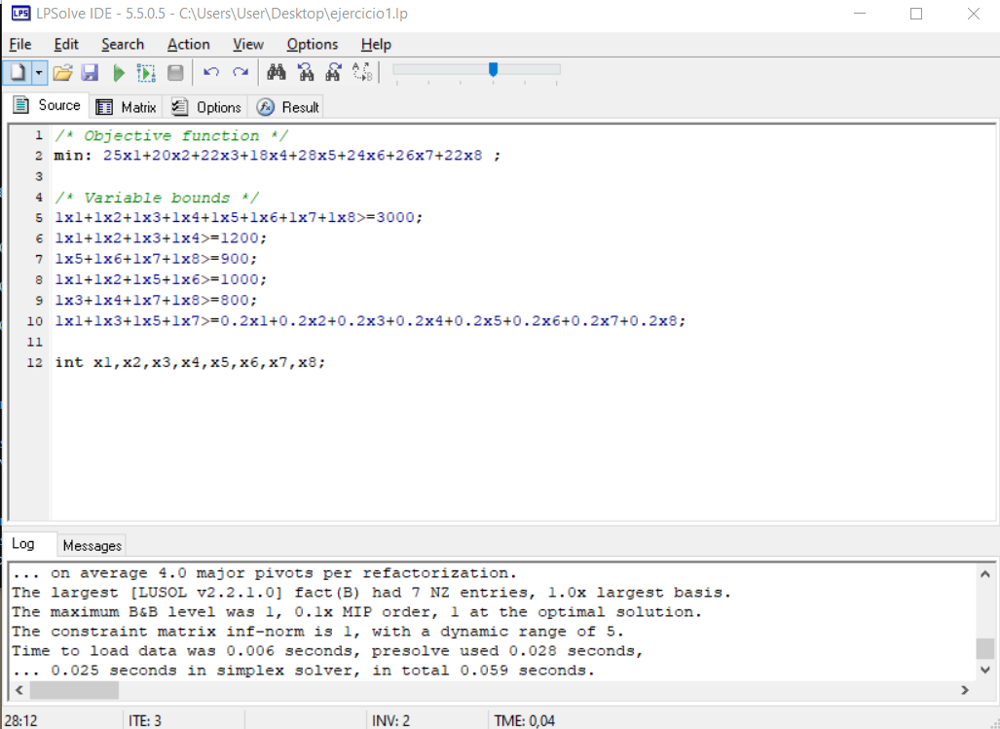 LPS LPSolve IDE - 5.5.0.5 - C:\Users\User\Desktop\ejercicio1.lp
File Edit Search Action View Options Help
Source Matrix Options Result
1 /* Objective function */
2 min: 25x1+20x2+22x3+18x4+28x5+24x6+26x7+22x8 ;
3
4 /* Variable bounds */
5 1x1+1x2+1x3+1x4+1x5+1x6+1x7+1x8>=3000;
6 1x1+1x2+1x3+1x4>=1200;
7 1x5+1x6+1x7+1x8>=900;
8 1x1+1x2+1x5+1x6>=1000;
9 1x3+1x4+1x7+1x8>=800;
10 1x1+1x3+1x5+1x7>=0.2x1+0.2x2+0.2x3+0.2x4+0.2x5+0.2x6+0.2x7+0.2x8;
11
12 int x1,x2,x3,x4,x5,x6,x7,x8;
Log Messages
... on average 4.0 major pivots per refactorization.
The largest [LUSOL v2.2.1.0] fact(B) had 7 NZ entries, 1.0x largest basis.
The maximum B&B level was 1, 0.1x MIP order, 1 at the optimal solution.
The constraint matrix inf-norm is 1, with a dynamic range of 5.
Time to load data was 0.006 seconds, presolve used 0.028 seconds,
... 0.025 seconds in simplex solver, in total 0.059 seconds.
28:12 ITE: 3 INV: 2 TME: 0,04